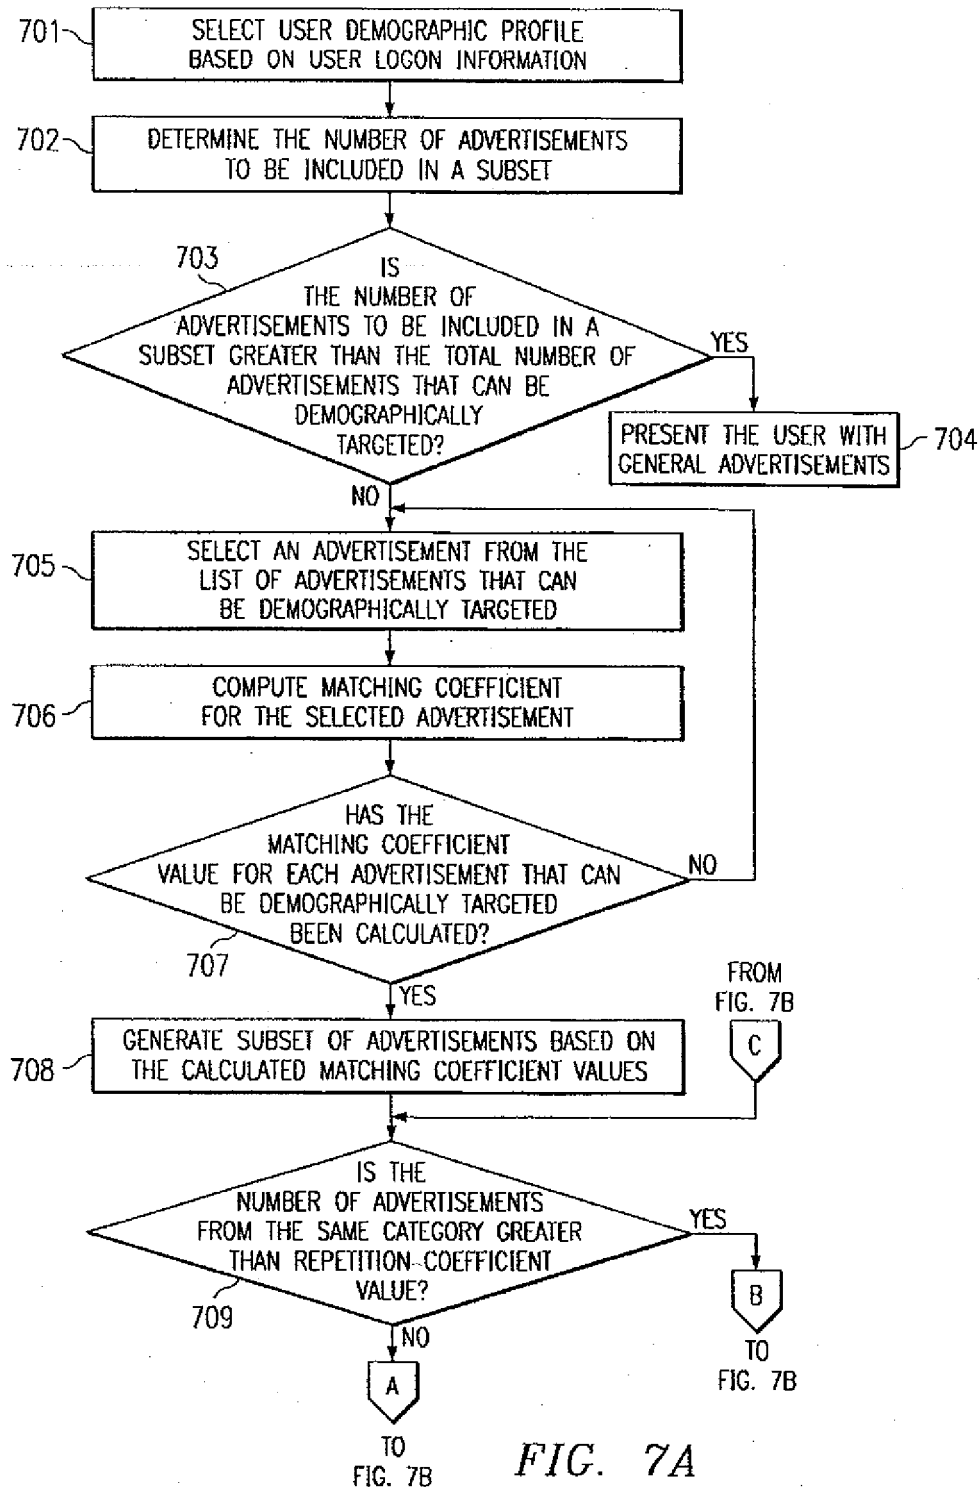 701
SELECT USER DEMOGRAPHIC PROFILE
BASED ON USER LOGON INFORMATION
702
DETERMINE THE NUMBER OF ADVERTISEMENTS
TO BE INCLUDED IN A SUBSET
703
IS
THE NUMBER OF
ADVERTISEMENTS TO BE INCLUDED IN A
SUBSET GREATER THAN THE TOTAL NUMBER OF
ADVERTISEMENTS THAT CAN BE
DEMOGRAPHICALLY
TARGETED?
YES
PRESENT THE USER WITH
GENERAL ADVERTISEMENTS
704
NO
705
SELECT AN ADVERTISEMENT FROM THE
LIST OF ADVERTISEMENTS THAT CAN
BE DEMOGRAPHICALLY TARGETED
706
COMPUTE MATCHING COEFFICIENT
FOR THE SELECTED ADVERTISEMENT
HAS THE
MATCHING COEFFICIENT
VALUE FOR EACH ADVERTISEMENT THAT CAN
BE DEMOGRAPHICALLY TARGETED
BEEN CALCULATED?
NO
707
YES
FROM
FIG. 7B
C
708
GENERATE SUBSET OF ADVERTISEMENTS BASED ON
THE CALCULATED MATCHING COEFFICIENT VALUES
IS THE
NUMBER OF ADVERTISEMENTS
FROM THE SAME CATEGORY GREATER
THAN REPETITION-COEFFICIENT
VALUE?
YES
709
B
TO
FIG. 7B
NO
A
TO
FIG. 7B
FIG. 7A